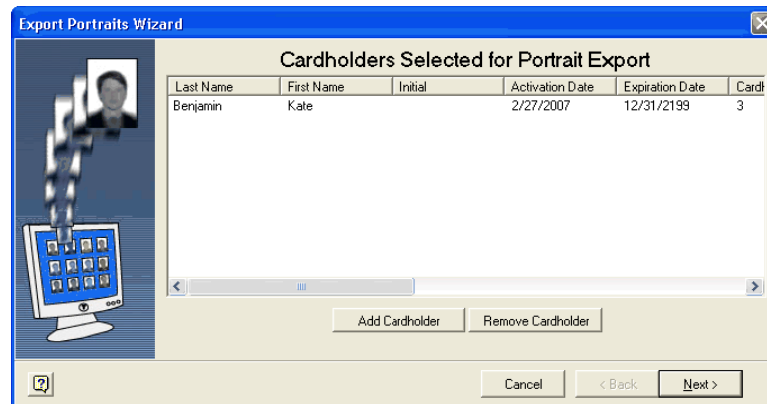 Export Portraits Wizard
Cardholders Selected for Portrait Export
Last Name First Name Initial Activation Date Expiration Date
Benjamin Kate 2/27/2007 12/31/2199 3
Add Cardholder Remove Cardholder
Cancel < Back Next >